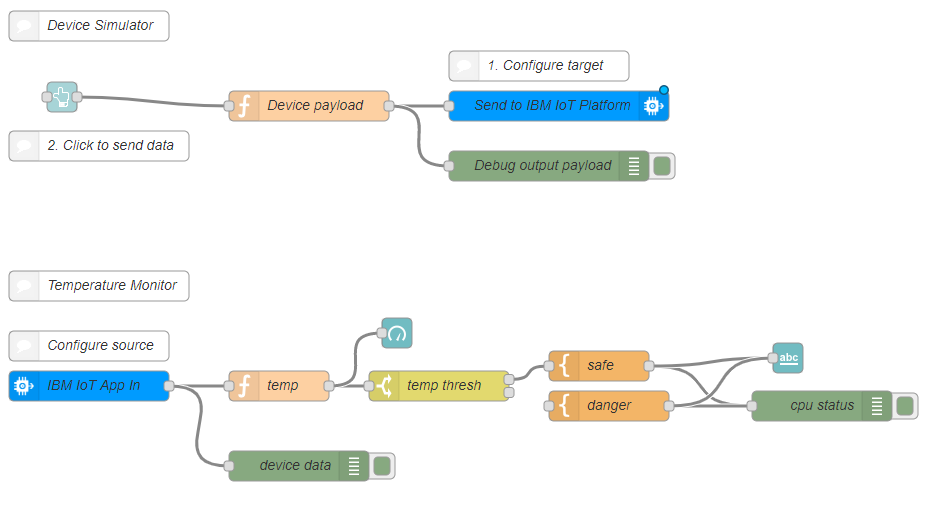 Device Simulator
1. Configure target
Device payload
Send to IBM IoT Platform
2. Click to send data
Debug output payload
Temperature Monitor
Configure source
IBM IoT App In
temp
temp thresh
safe
abc
danger
cpu status
device data